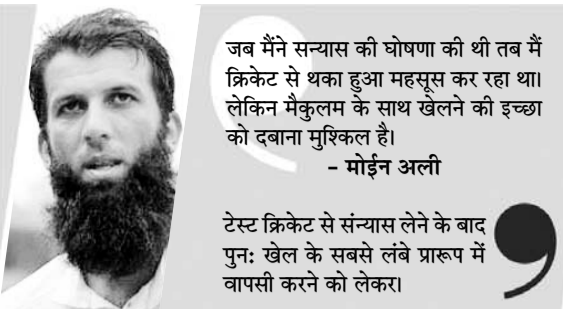 जब मैंने सन्यास की घोषणा की थी तब मैं
क्रिकेट से थका हुआ महसूस कर रहा था।
लेकिन मैकुलम के साथ खेलने की इच्छा
को दबाना मुश्किल है।
- मोईन अली
टेस्ट क्रिकेट से संन्यास लेने के बाद
पुन: खेल के सबसे लंबे प्रारूप में
वापसी करने को लेकर।